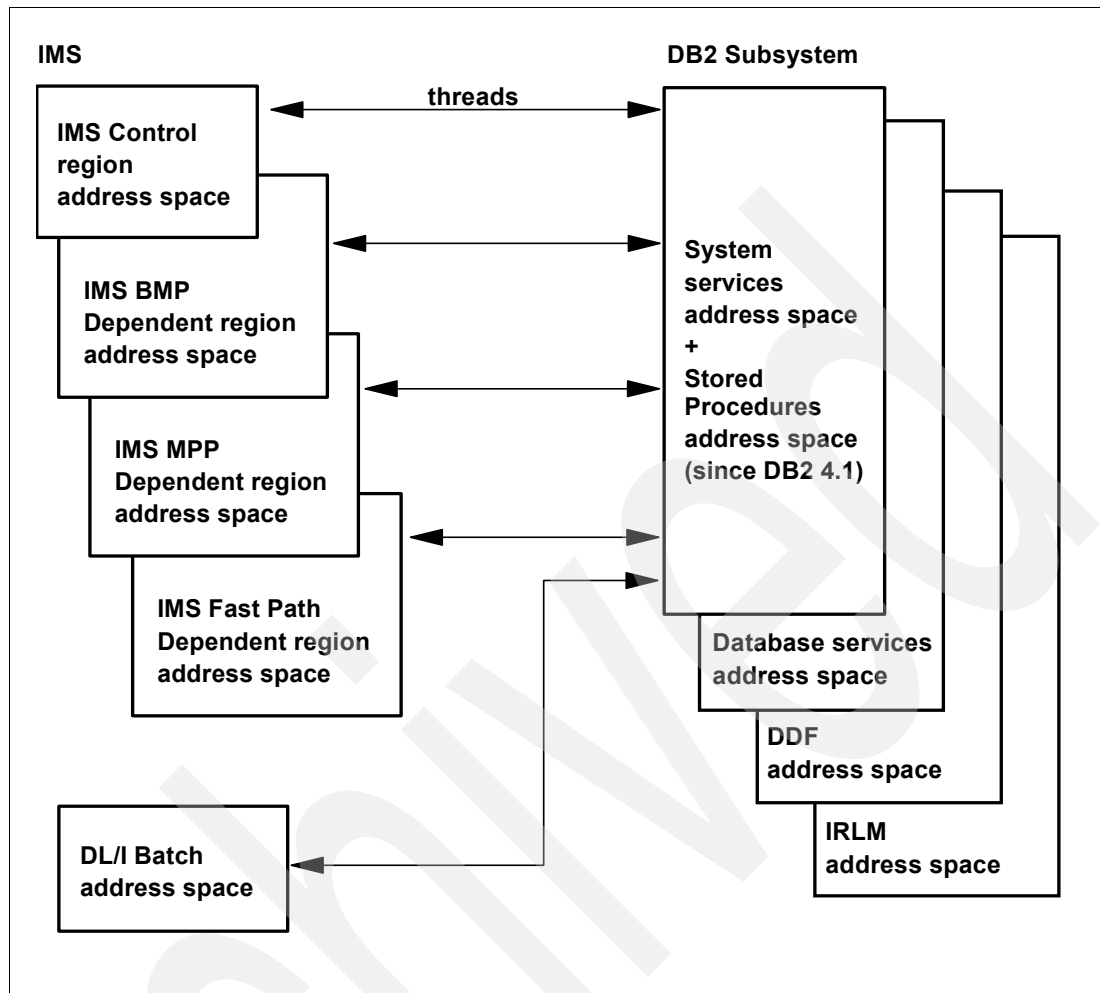 IMS
DB2 Subsystem
threads
IMS Control
region
address space
IMS BMP
Dependent region
address space
IMS MPP
Dependent region
address space
IMS Fast Path
Dependent region
address space
DL/I Batch
address space
System
services
address space
+
Stored
Procedures
address space
(since DB2 4.1)
Database services
address space
DDF
address space
IRLM
address space
hived